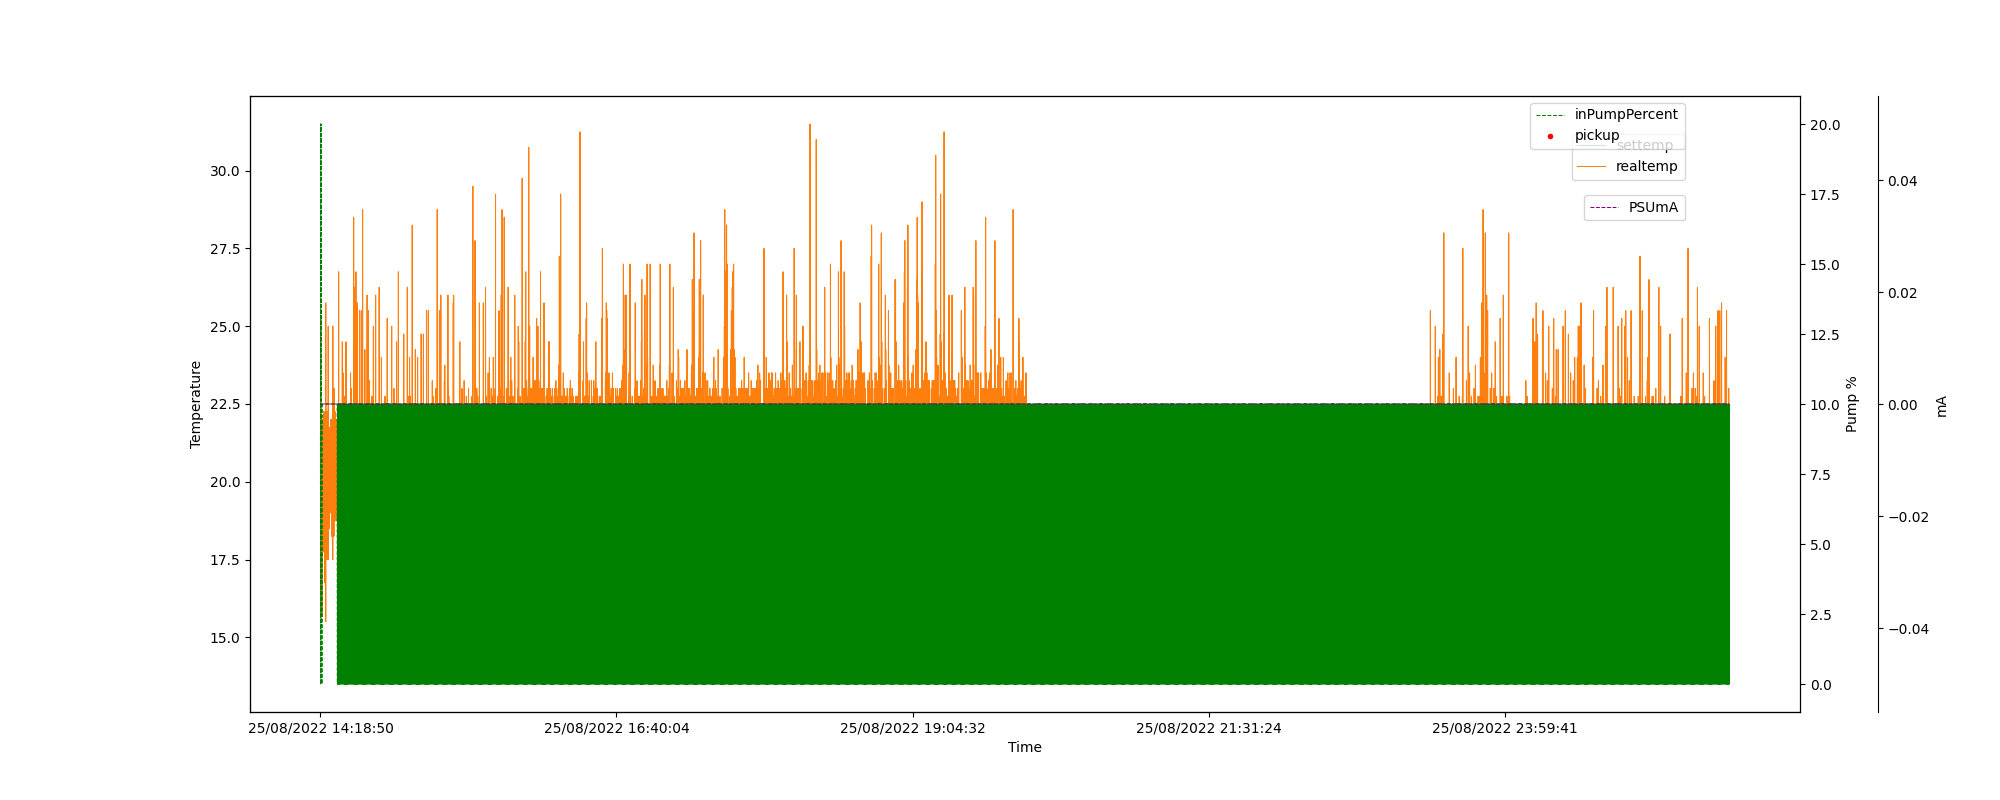 inPumpPercent
pickup
settemp
realtemp
PSUmA
30.0
27.5
25.0
22.5
20.0
17.5
15.0
Temperature
20.0
17.5
15.0
12.5
10.0
7.5
5.0
2.5
0.0
Pump %
0.04
0.02
0.00
−0.02
−0.04
mA
25/08/2022 14:18:50
25/08/2022 16:40:04
25/08/2022 19:04:32
25/08/2022 21:31:24
25/08/2022 23:59:41
Time